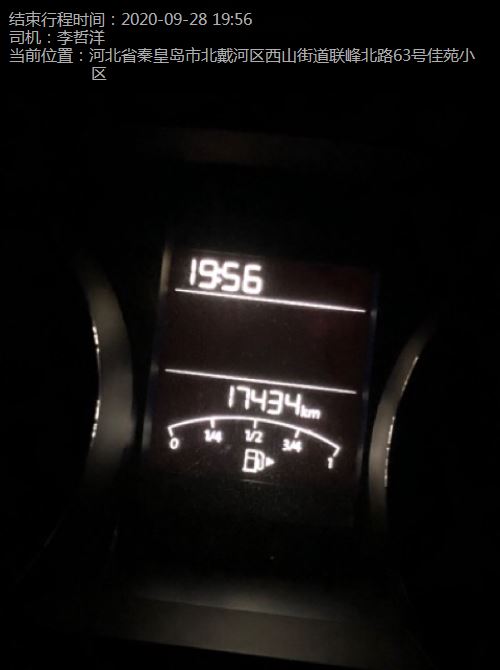 结束行程时间：2020-09-28 19:56
司机：李哲洋
当前位置：河北省秦皇岛市北戴河区西山街道联峰北路63号佳苑小
区
19:56
17434km
0 1/4 1/2 3/4 1